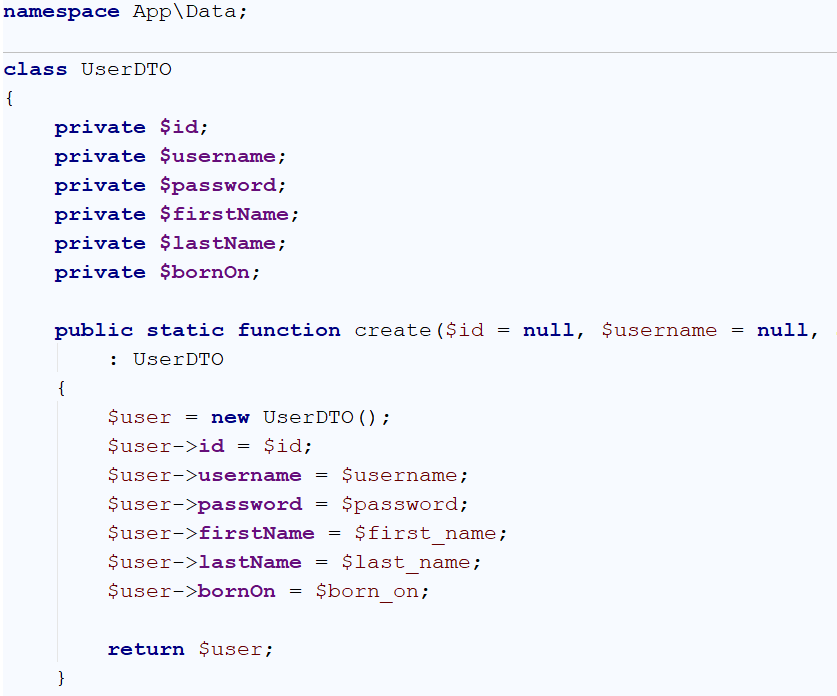 namespace App\Data;
class UserDTO
{
    private $id;
    private $username;
    private $password;
    private $firstName;
    private $lastName;
    private $bornOn;
    public static function create($id = null, $username = null,
        : UserDTO
    {
        $user = new UserDTO();
        $user->id = $id;
        $user->username = $username;
        $user->password = $password;
        $user->firstName = $first_name;
        $user->lastName = $last_name;
        $user->bornOn = $born_on;
        return $user;
    }